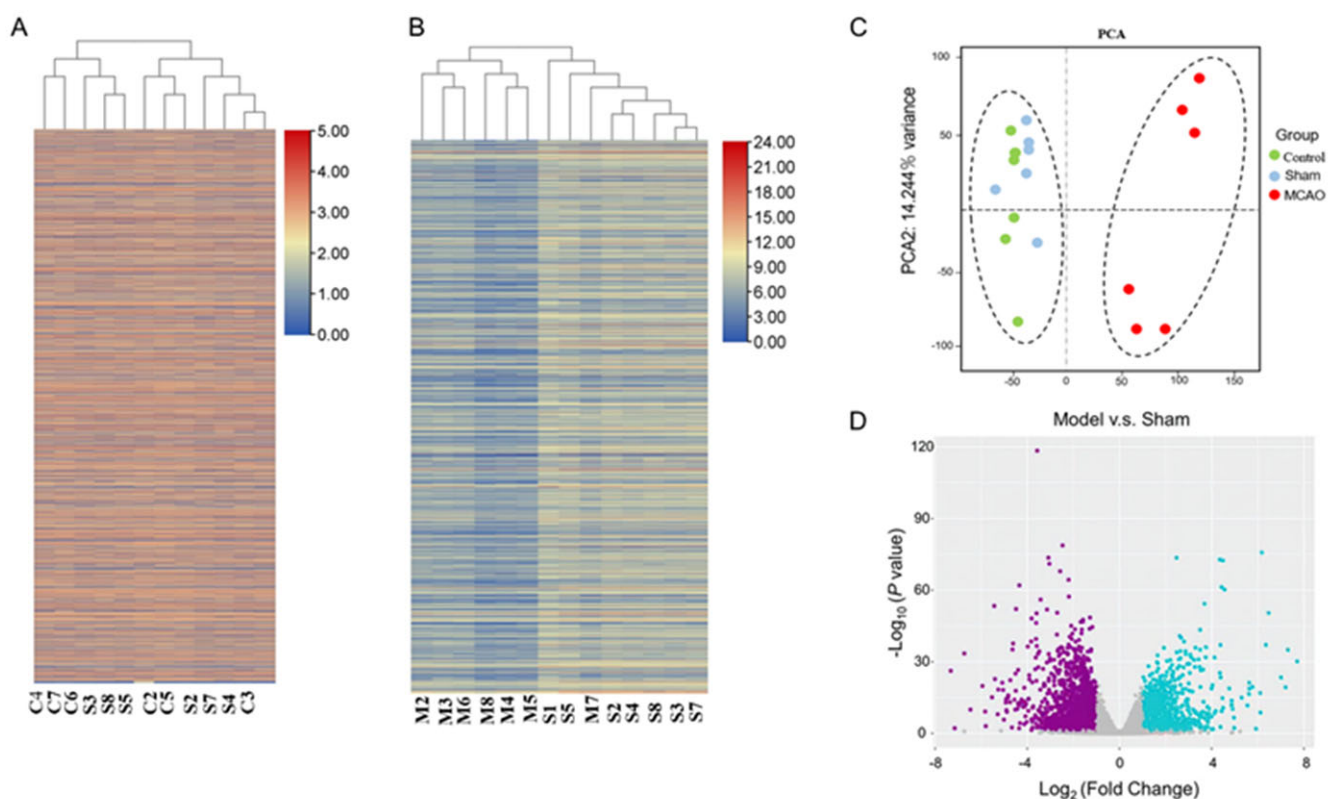 A
5.00
4.00
3.00
2.00
1.00
0.00
C4 C7 C6 S3 S8 S5 C2 C5 S2 S7 S4 C3
B
24.00
21.00
18.00
15.00
12.00
9.00
6.00
3.00
0.00
M2 M3 M6 M8 M4 M5 S1 S5 M7 S2 S4 S8 S3 S7
C
PCA
PCA2: 14.244% variance
100
50
-50
-100
-50 0 50 100 150
Group
Control
Sham
MCAO
D
Model v.s. Sham
-Log10 (P value)
120
90
60
30
0
-8 -4 0 4 8
Log2 (Fold Change)